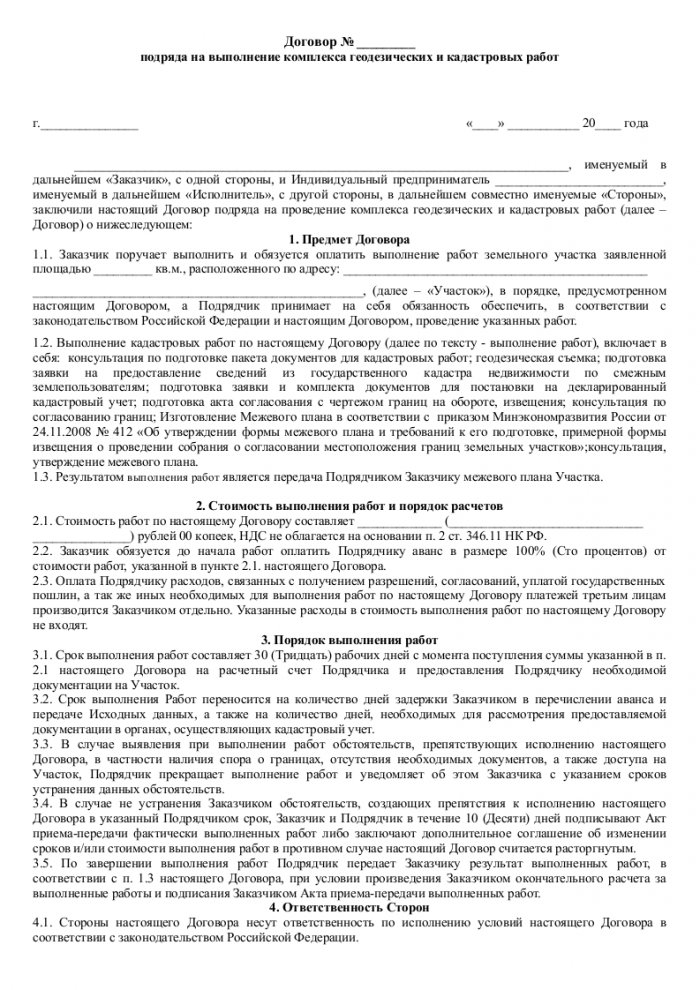 Договор № _________
подряда на выполнение комплекса геодезических и кадастровых работ
г._______________ «____» ___________ 20____ года
____________________________________________________________________________, именуемый в
дальнейшем «Заказчик», с одной стороны, и Индивидуальный предприниматель __________________________,
именуемый в дальнейшем «Исполнитель», с другой стороны, в дальнейшем совместно именуемые «Стороны»,
заключили настоящий Договор подряда на проведение комплекса геодезических и кадастровых работ (далее –
Договор) о нижеследующем:
1. Предмет Договора
1.1. Заказчик поручает выполнить и обязуется оплатить выполнение работ земельного участка заявленной
площадью _________ кв.м., расположенного по адресу: _______________________________________________
___________________________________________________, (далее – «Участок»), в порядке, предусмотренном
настоящим Договором, а Подрядчик принимает на себя обязанность обеспечить, в соответствии с
законодательством Российской Федерации и настоящим Договором, проведение указанных работ.
1.2. Выполнение кадастровых работ по настоящему Договору (далее по тексту - выполнение работ), включает в
себя: консультация по подготовке пакета документов для кадастровых работ; геодезическая съемка; подготовка
заявки на предоставление сведений из государственного кадастра недвижимости по смежным
землепользователям; подготовка заявки и комплекта документов для постановки на декларированный
кадастровый учет; подготовка акта согласования с чертежом границ на обороте, извещения; консультация по
согласованию границ; Изготовление Межевого плана в соответствии с приказом Минэкономразвития России от
24.11.2008 № 412 «Об утверждении формы межевого плана и требований к его подготовке, примерной формы
извещения о проведении собрания о согласовании местоположения границ земельных участков»;консультация,
утверждение межевого плана.
1.3. Результатом выполнения работ является передача Подрядчиком Заказчику межевого плана Участка.
2. Стоимость выполнения работ и порядок расчетов
2.1. Стоимость работ по настоящему Договору составляет _____________ (______________________________
_______________) рублей 00 копеек, НДС не облагается на основании п. 2 ст. 346.11 НК РФ.
2.2. Заказчик обязуется до начала работ оплатить Подрядчику аванс в размере 100% (Сто процентов) от
стоимости работ, указанной в пункте 2.1. настоящего Договора.
2.3. Оплата Подрядчику расходов, связанных с получением разрешений, согласований, уплатой государственных
пошлин, а так же иных необходимых для выполнения работ по настоящему Договору платежей третьим лицам
производится Заказчиком отдельно. Указанные расходы в стоимость выполнения работ по настоящему Договору
не входят.
3. Порядок выполнения работ
3.1. Срок выполнения работ составляет 30 (Тридцать) рабочих дней с момента поступления суммы указанной в п.
2.1 настоящего Договора на расчетный счет Подрядчика и предоставления Подрядчику необходимой
документации на Участок.
3.2. Срок выполнения Работ переносится на количество дней задержки Заказчиком в перечислении аванса и
передаче Исходных данных, а также на количество дней, необходимых для рассмотрения предоставляемой
документации в органах, осуществляющих кадастровый учет.
3.3. В случае выявления при выполнении работ обстоятельств, препятствующих исполнению настоящего
Договора, в частности наличия спора о границах, отсутствия необходимых документов, а также доступа на
Участок, Подрядчик прекращает выполнение работ и уведомляет об этом Заказчика с указанием сроков
устранения данных обстоятельств.
3.4. В случае не устранения Заказчиком обстоятельств, создающих препятствия к исполнению настоящего
Договора в указанный Подрядчиком срок, Заказчик и Подрядчик в течение 10 (Десяти) дней подписывают Акт
приема-передачи фактически выполненных работ либо заключают дополнительное соглашение об изменении
сроков и/или стоимости выполнения работ в противном случае настоящий Договор считается расторгнутым.
3.5. По завершении выполнения работ Подрядчик передает Заказчику результат выполненных работ, в
соответствии с п. 1.3 настоящего Договора, при условии произведения Заказчиком окончательного расчета за
выполненные работы и подписания Заказчиком Акта приема-передачи выполненных работ.
4. Ответственность Сторон
4.1. Стороны настоящего Договора несут ответственность по исполнению условий настоящего Договора в
соответствии с законодательством Российской Федерации.